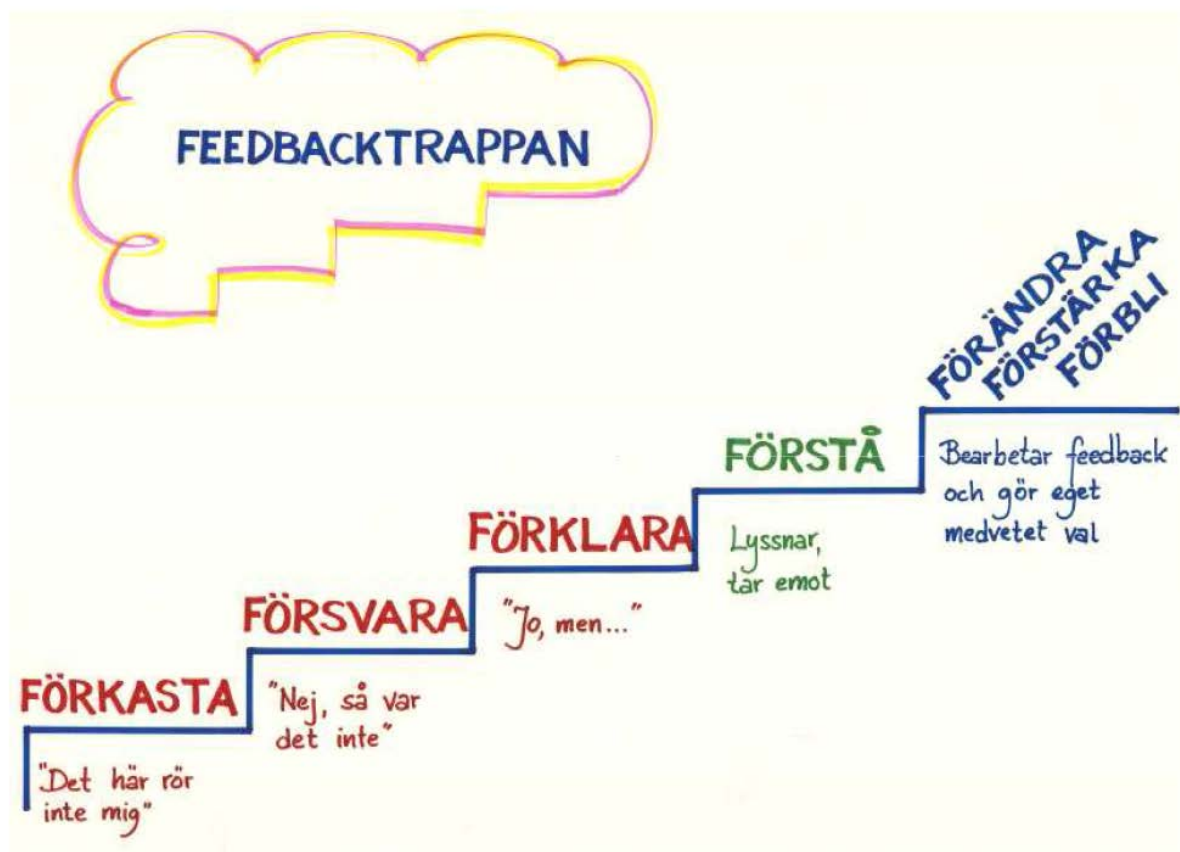 FEEDBACKTRAPPAN
FÖRKASTA
"Det här rör
inte mig"
FÖRSVARA
"Nej, så var
det inte"
FÖRKLARA
"Jo, men..."
FÖRSTÅ
Lyssnar,
tar emot
FÖRÄNDRA
FÖRSTÄRKA
FÖRBLI
Bearbetar feedback
och gör eget
medvetet val